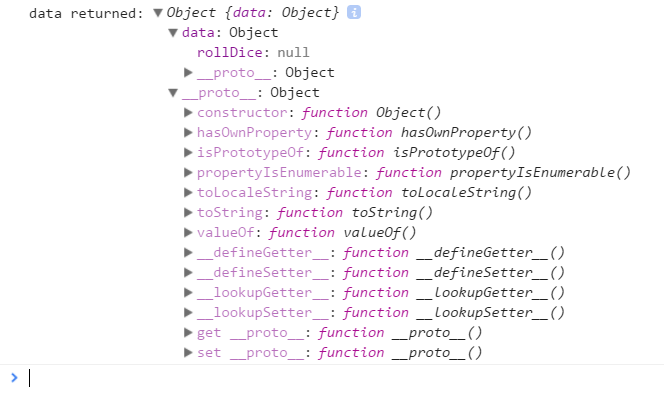 data returned: ▼Object {data: Object} i
▼data: Object
rollDice: null
▶__proto__: Object
▼__proto__: Object
▶constructor: function Object()
▶hasOwnProperty: function hasOwnProperty()
▶isPrototypeOf: function isPrototypeOf()
▶propertyIsEnumerable: function propertyIsEnumerable()
▶toLocaleString: function toLocaleString()
▶toString: function toString()
▶valueOf: function valueOf()
▶__defineGetter__: function __defineGetter__()
▶__defineSetter__: function __defineSetter__()
▶__lookupGetter__: function __lookupGetter__()
▶__lookupSetter__: function __lookupSetter__()
▶get __proto__: function __proto__()
▶set __proto__: function __proto__()
>